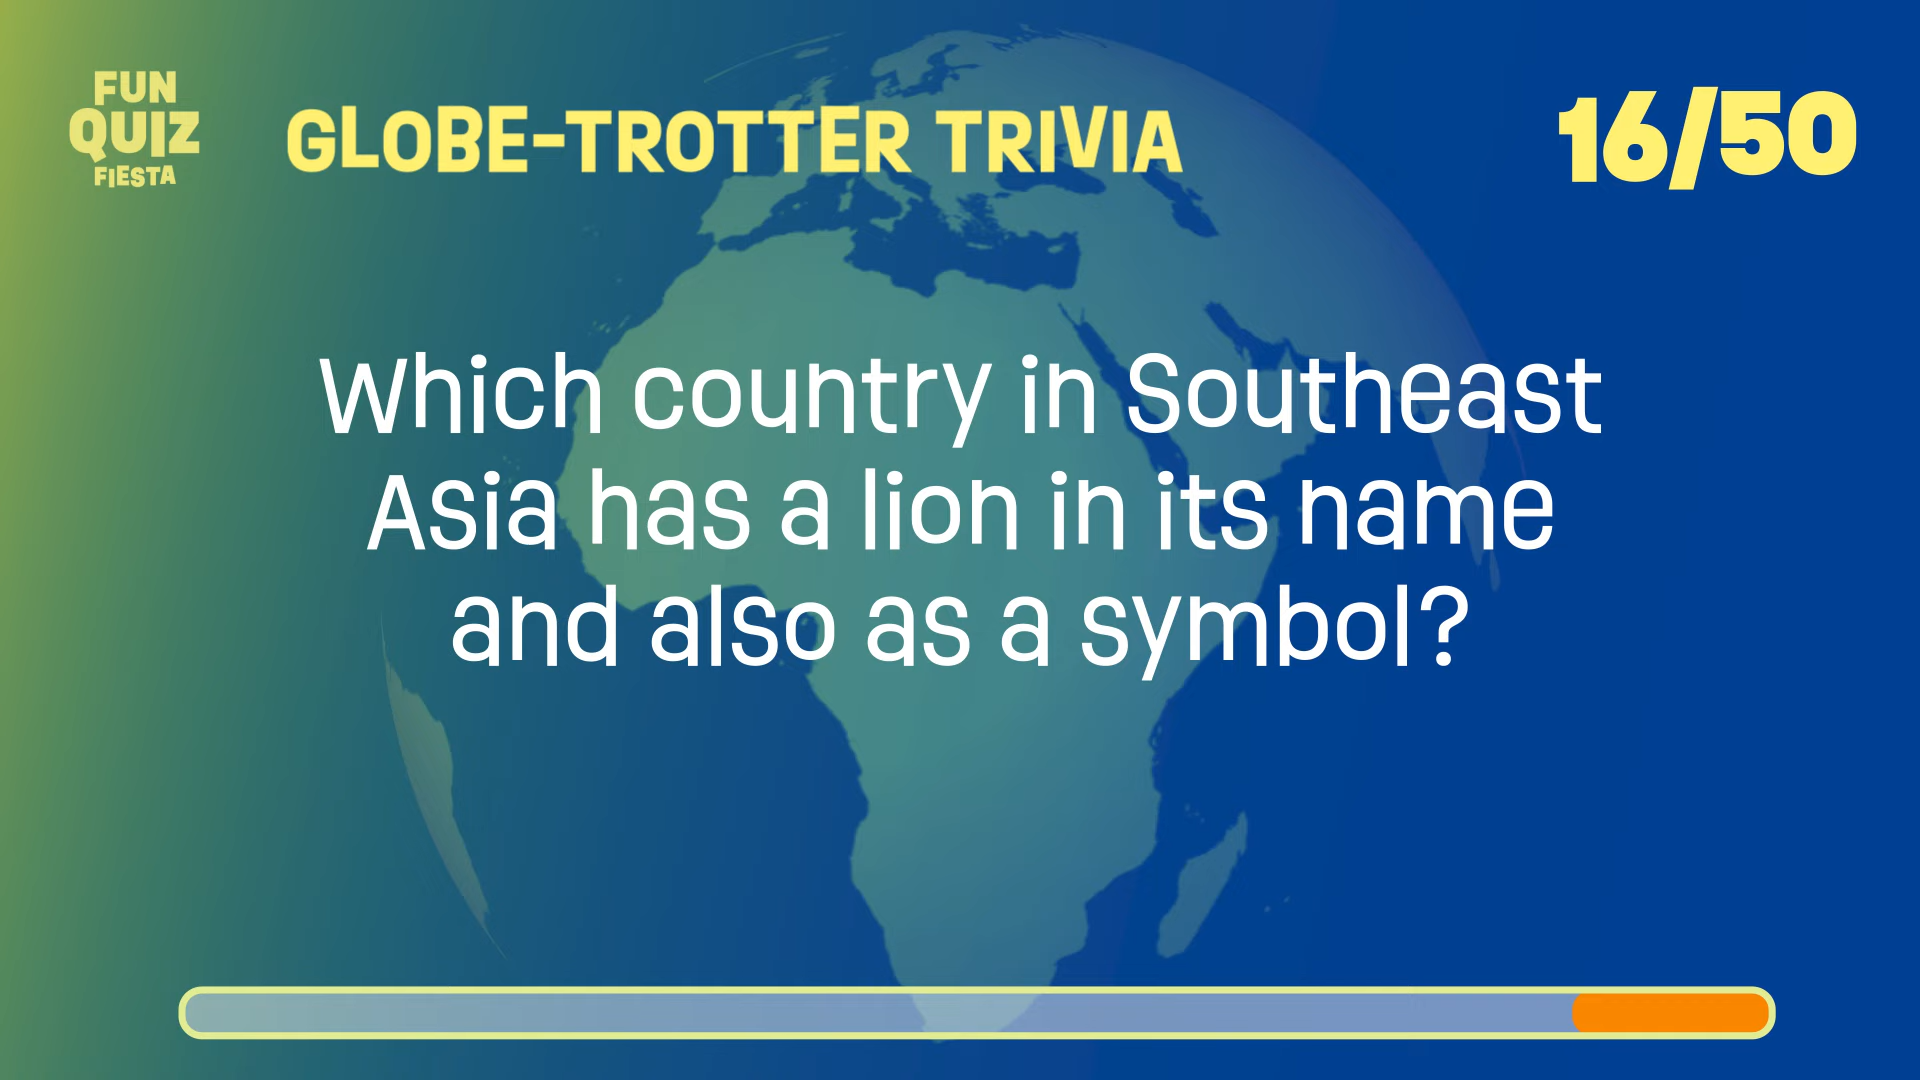 FUN
QUIZ
FIESTA
GLOBE-TROTTER TRIVIA
16/50
Which country in Southeast
Asia has a lion in its name
and also as a symbol?